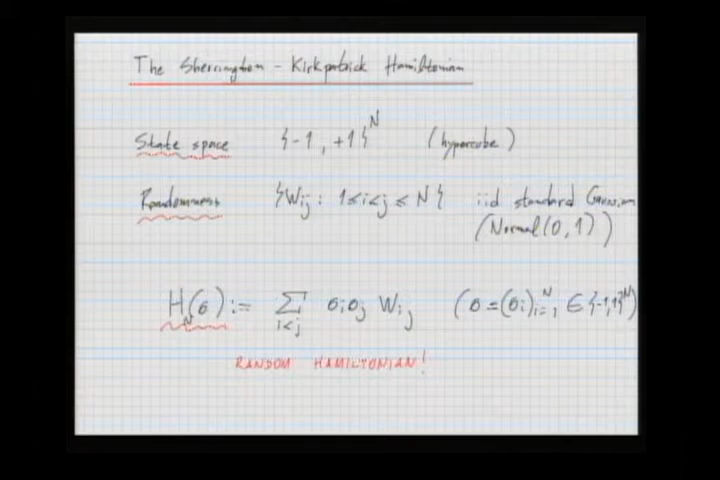 The Sherrington - Kirkpatrick Hamiltonian
State space {-1, +1}^N (hypercube)
Randomness {W_ij : 1≤i<j≤N} iid standard Gaussian
(Normal(0,1))
H_N(σ) := ∑_{i<j} σ_i σ_j W_ij (σ = (σ_i)_{i=1}^N ∈ {-1,1}^N)
RANDOM HAMILTONIAN!